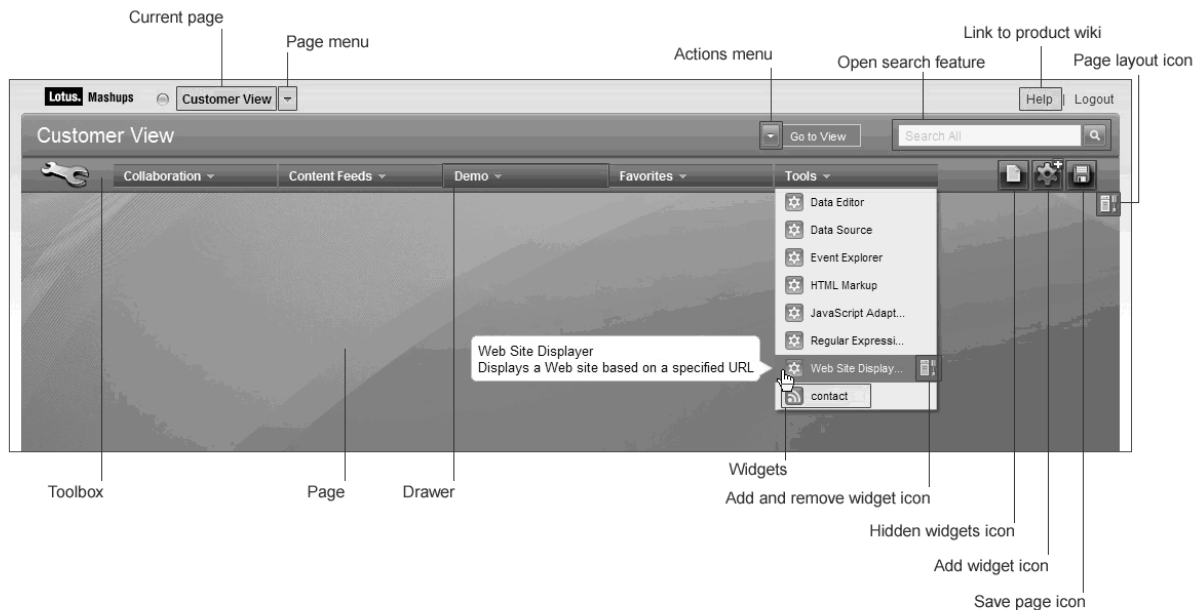 Current page
Page menu
Actions menu
Link to product wiki
Open search feature
Page layout icon
Lotus. Mashups
Customer View
Help | Logout
Customer View
Go to View
Search All
Collaboration
Content Feeds
Demo
Favorites
Tools
Data Editor
Data Source
Event Explorer
HTML Markup
JavaScript Adapt...
Regular Expressi...
Web Site Displayer
Displays a Web site based on a specified URL
Web Site Display...
contact
Widgets
Toolbox
Page
Drawer
Add and remove widget icon
Hidden widgets icon
Add widget icon
Save page icon